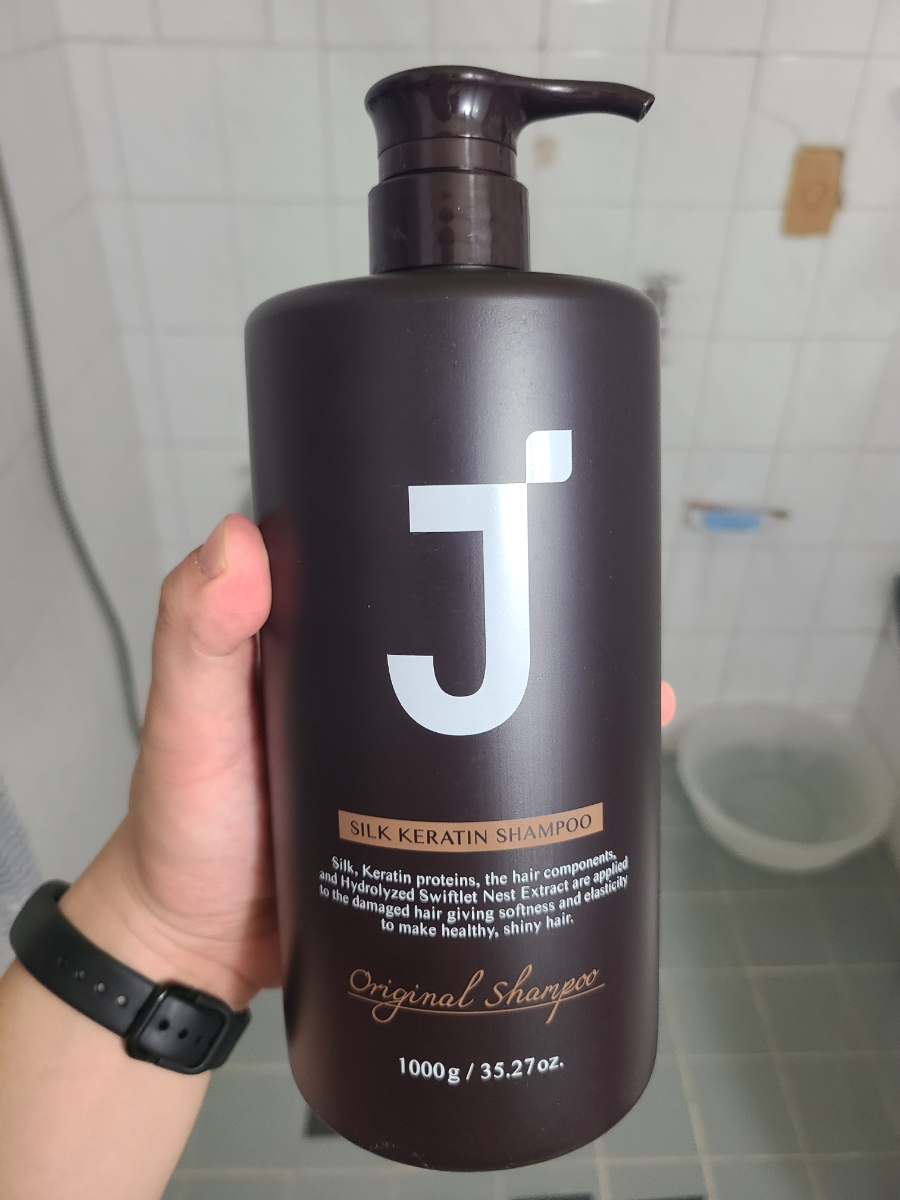 J
SILK KERATIN SHAMPOO
Silk, Keratin proteins, the hair components,
and Hydrolyzed Swiftlet Nest Extract are applied
to the damaged hair giving softness and elasticity
to make healthy, shiny hair.
Original Shampoo
1000g / 35.27oz.